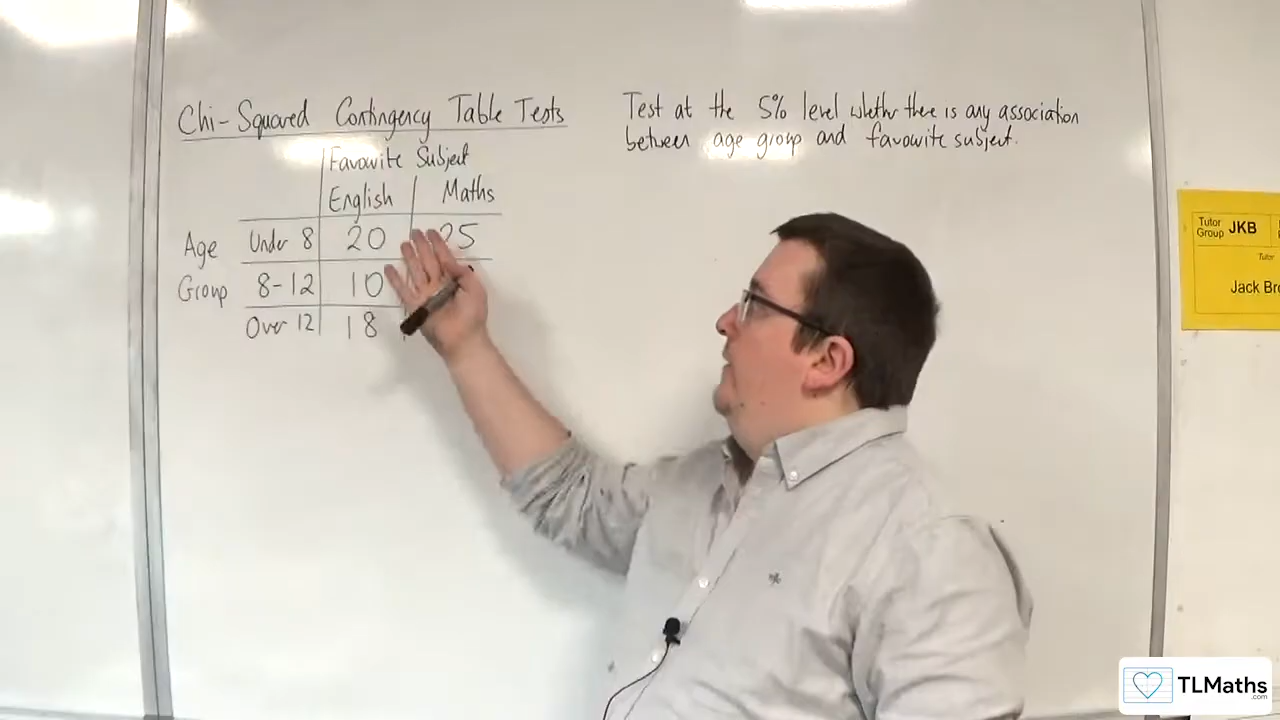 Chi-Squared Contingency Table Tests
Favourite Subject
English Maths
Age Under 8 20 25
Group 8-12 10
Over 12 18
Test at the 5% level whether there is any association
between age group and favourite subject.
Tutor
Group JKB
Tutor
Jack
TLMaths
.com